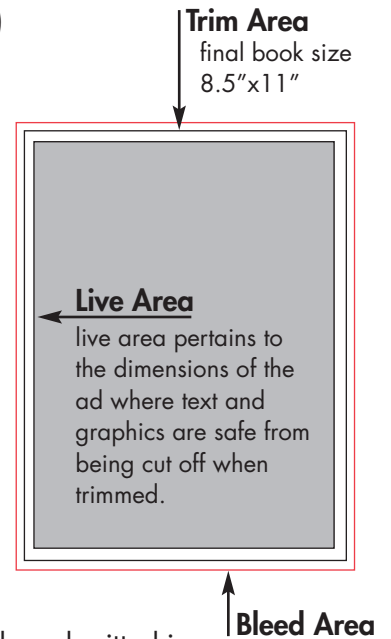 )
Trim Area
final book size
8.5”x11”
Live Area
live area pertains to
the dimensions of the
ad where text and
graphics are safe from
being cut off when
trimmed.
Bleed Area